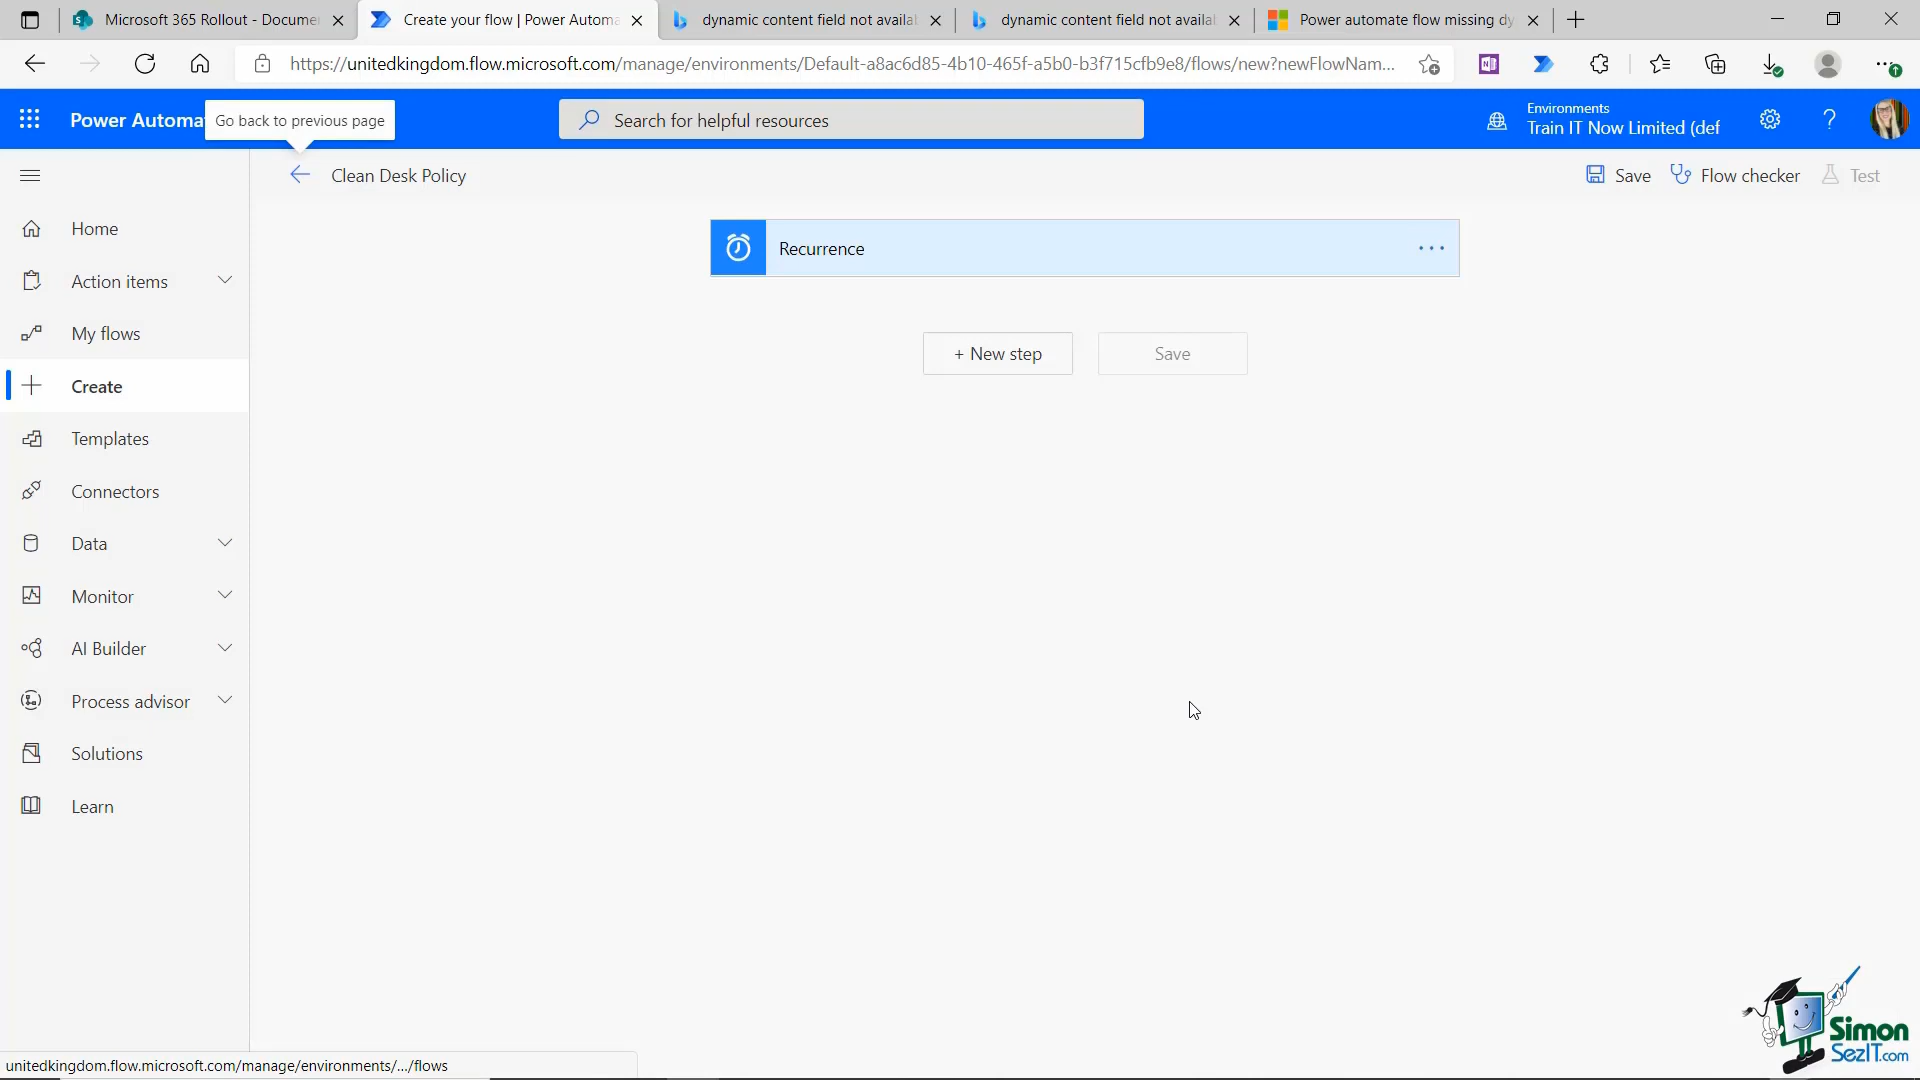 Microsoft 365 Rollout - Docume
Create your flow | Power Automa
dynamic content field not availa
dynamic content field not availa
Power automate flow missing dy
https://unitedkingdom.flow.microsoft.com/manage/environments/Default-a8ac6d85-4b10-465f-a5b0-b3f715cfb9e8/flows/new?newFlowNam...
Power Automa
Go back to previous page
Search for helpful resources
Environments
Train IT Now Limited (def
Clean Desk Policy
Save
Flow checker
Test
Home
Action items
My flows
Create
Templates
Connectors
Data
Monitor
AI Builder
Process advisor
Solutions
Learn
Recurrence
+ New step
Save
unitedkingdom.flow.microsoft.com/manage/environments/.../flows
Simon
SezIT.com